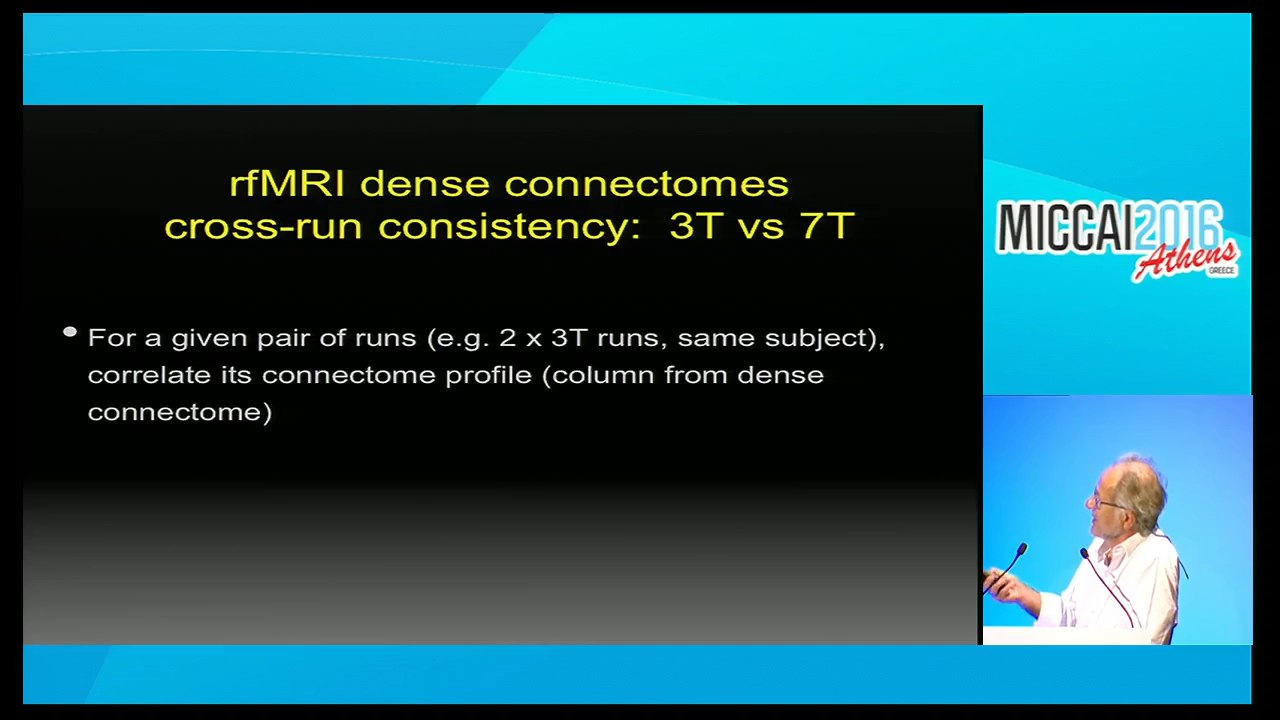 rfMRI dense connectomes
cross-run consistency:  3T vs 7T
• For a given pair of runs (e.g. 2 x 3T runs, same subject),
correlate its connectome profile (column from dense
connectome)
MICCAI2016
Athens
GREECE